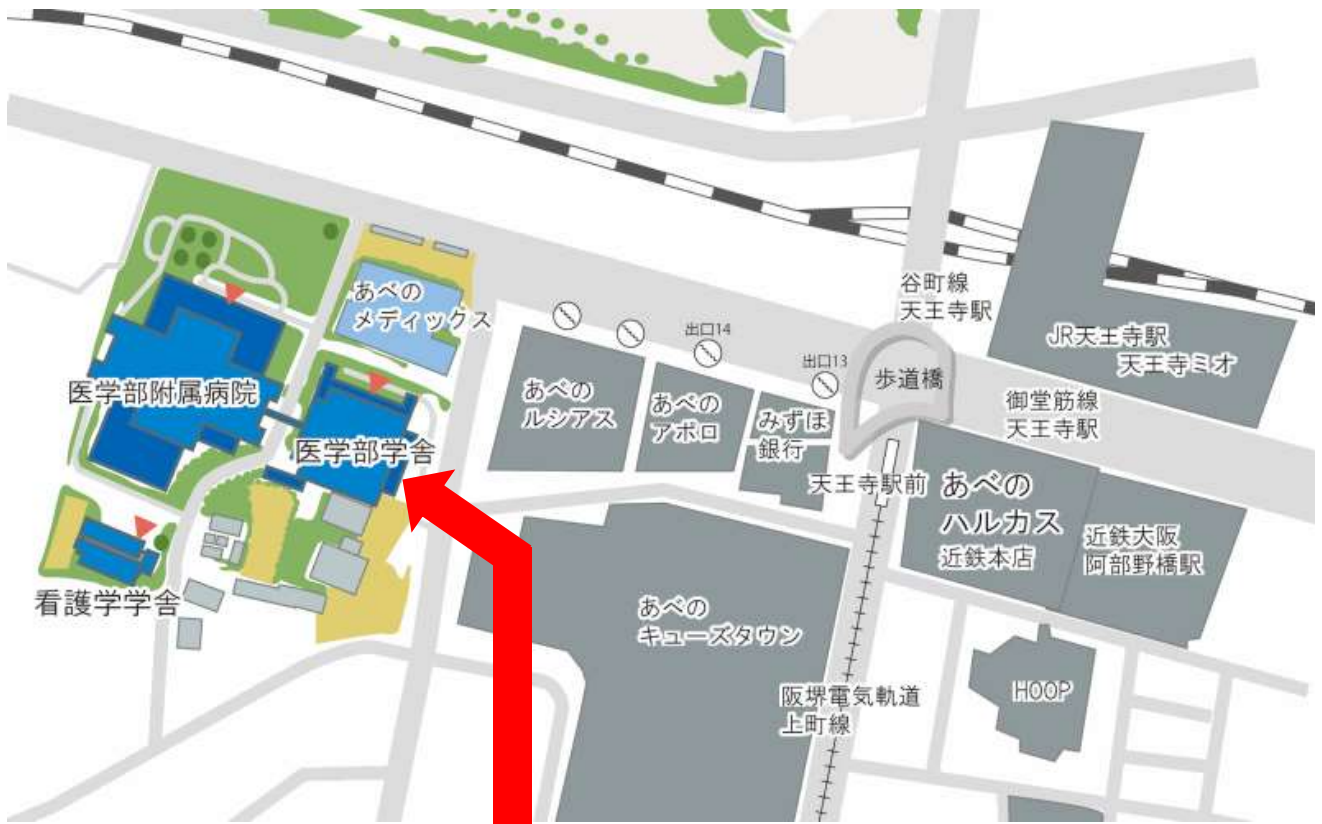 谷町線
天王寺駅
JR天王寺駅
天王寺ミオ
あべの
メディックス
出口14
出口13
歩道橋
御堂筋線
天王寺駅
医学部附属病院
あべの
ルシアス
あべの
アポロ
みずほ
銀行
医学部学舎
天王寺駅前
あべの
ハルカス
近鉄本店
近鉄大阪
阿部野橋駅
看護学学舎
あべの
キューズタウン
阪堺電気軌道
上町線
HOOP